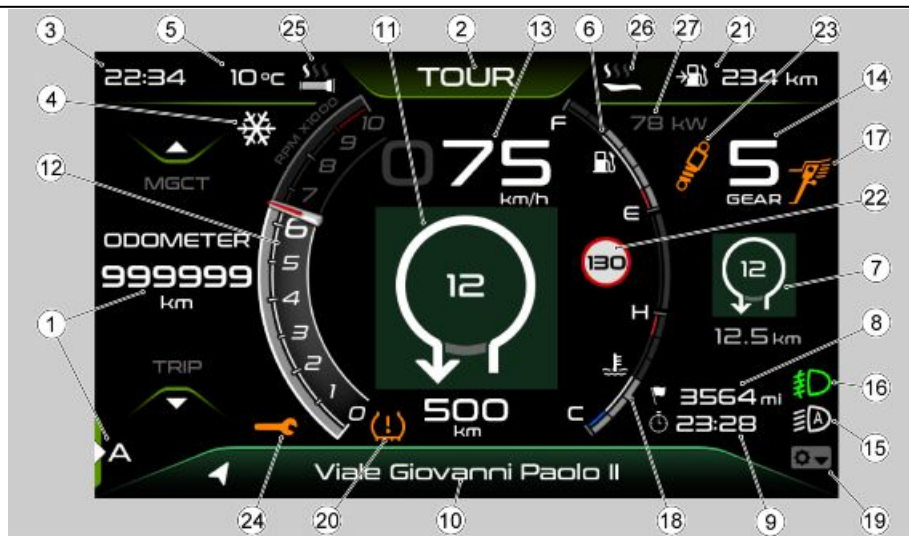 3
5
25
11
2
13
6
26
27
21
23
22:34
10 °C
TOUR
234 km
4
14
RPM X1000
10
F
78 kW
9
075
5
17
8
km/h
GEAR
12
MGCT
7
E
22
6
ODOMETER
130
12
5
999999
12
7
km
4
H
12.5 km
1
3
8
TRIP
2
3564 mi
16
1
500
C
23:28
A
0
km
A
15
Viale Giovanni Paolo II
24
20
10
18
9
19